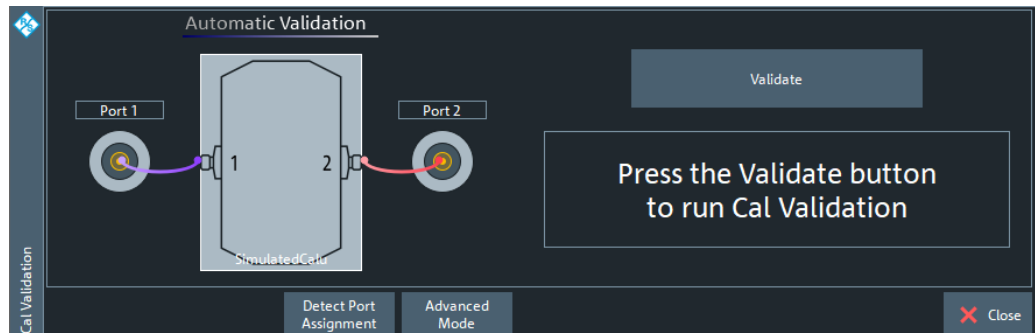 Automatic Validation
Port 1
Port 2
1
2
SimulatedCalu
Validate
Press the Validate button
to run Cal Validation
Cal Validation
Detect Port
Assignment
Advanced
Mode
Close